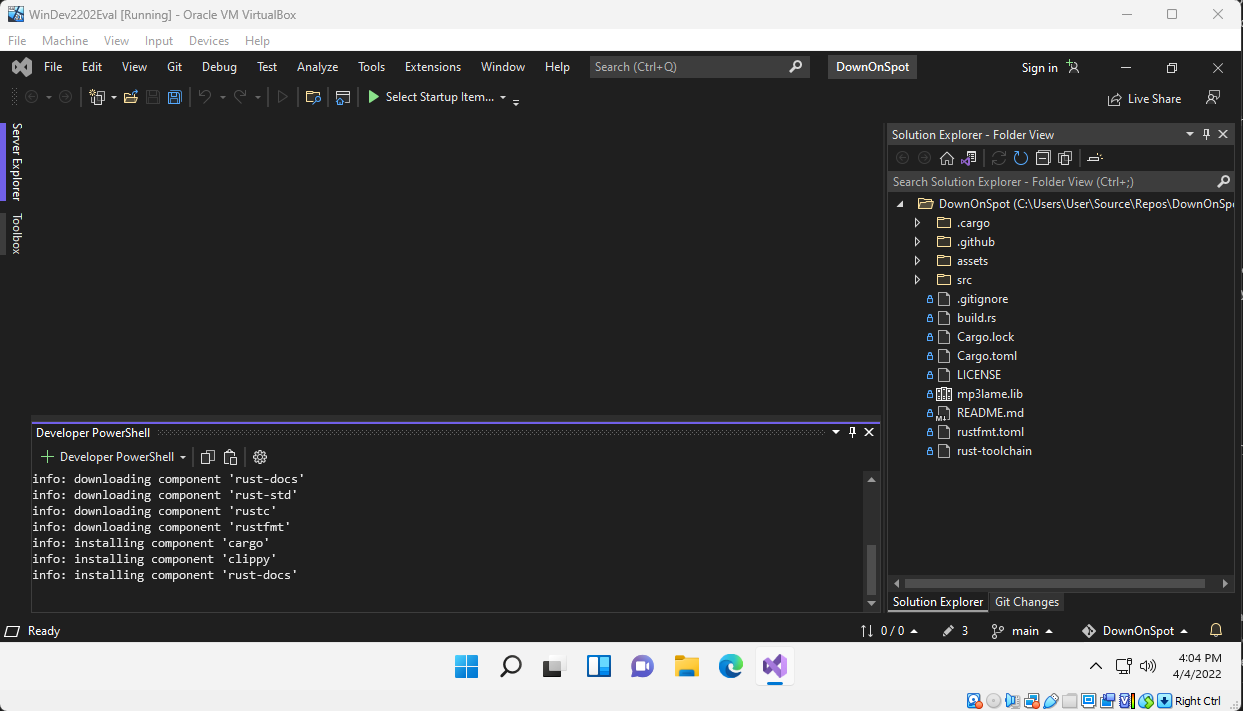 WinDev2202Eval [Running] - Oracle VM VirtualBox
File Machine View Input Devices Help
File Edit View Git Debug Test Analyze Tools Extensions Window Help Search (Ctrl+Q) DownOnSpot Sign in
Select Startup Item... Live Share
Server Explorer
Toolbox
Solution Explorer - Folder View
Search Solution Explorer - Folder View (Ctrl+;)
DownOnSpot (C:\Users\User\Source\Repos\DownOnSpo
.cargo
.github
assets
src
.gitignore
build.rs
Cargo.lock
Cargo.toml
LICENSE
mp3lame.lib
README.md
rustfmt.toml
rust-toolchain
Solution Explorer Git Changes
Developer PowerShell
Developer PowerShell
info: downloading component 'rust-docs'
info: downloading component 'rust-std'
info: downloading component 'rustc'
info: downloading component 'rustfmt'
info: installing component 'cargo'
info: installing component 'clippy'
info: installing component 'rust-docs'
Ready 0 / 0 3 main DownOnSpot
4:04 PM
4/4/2022
Right Ctrl